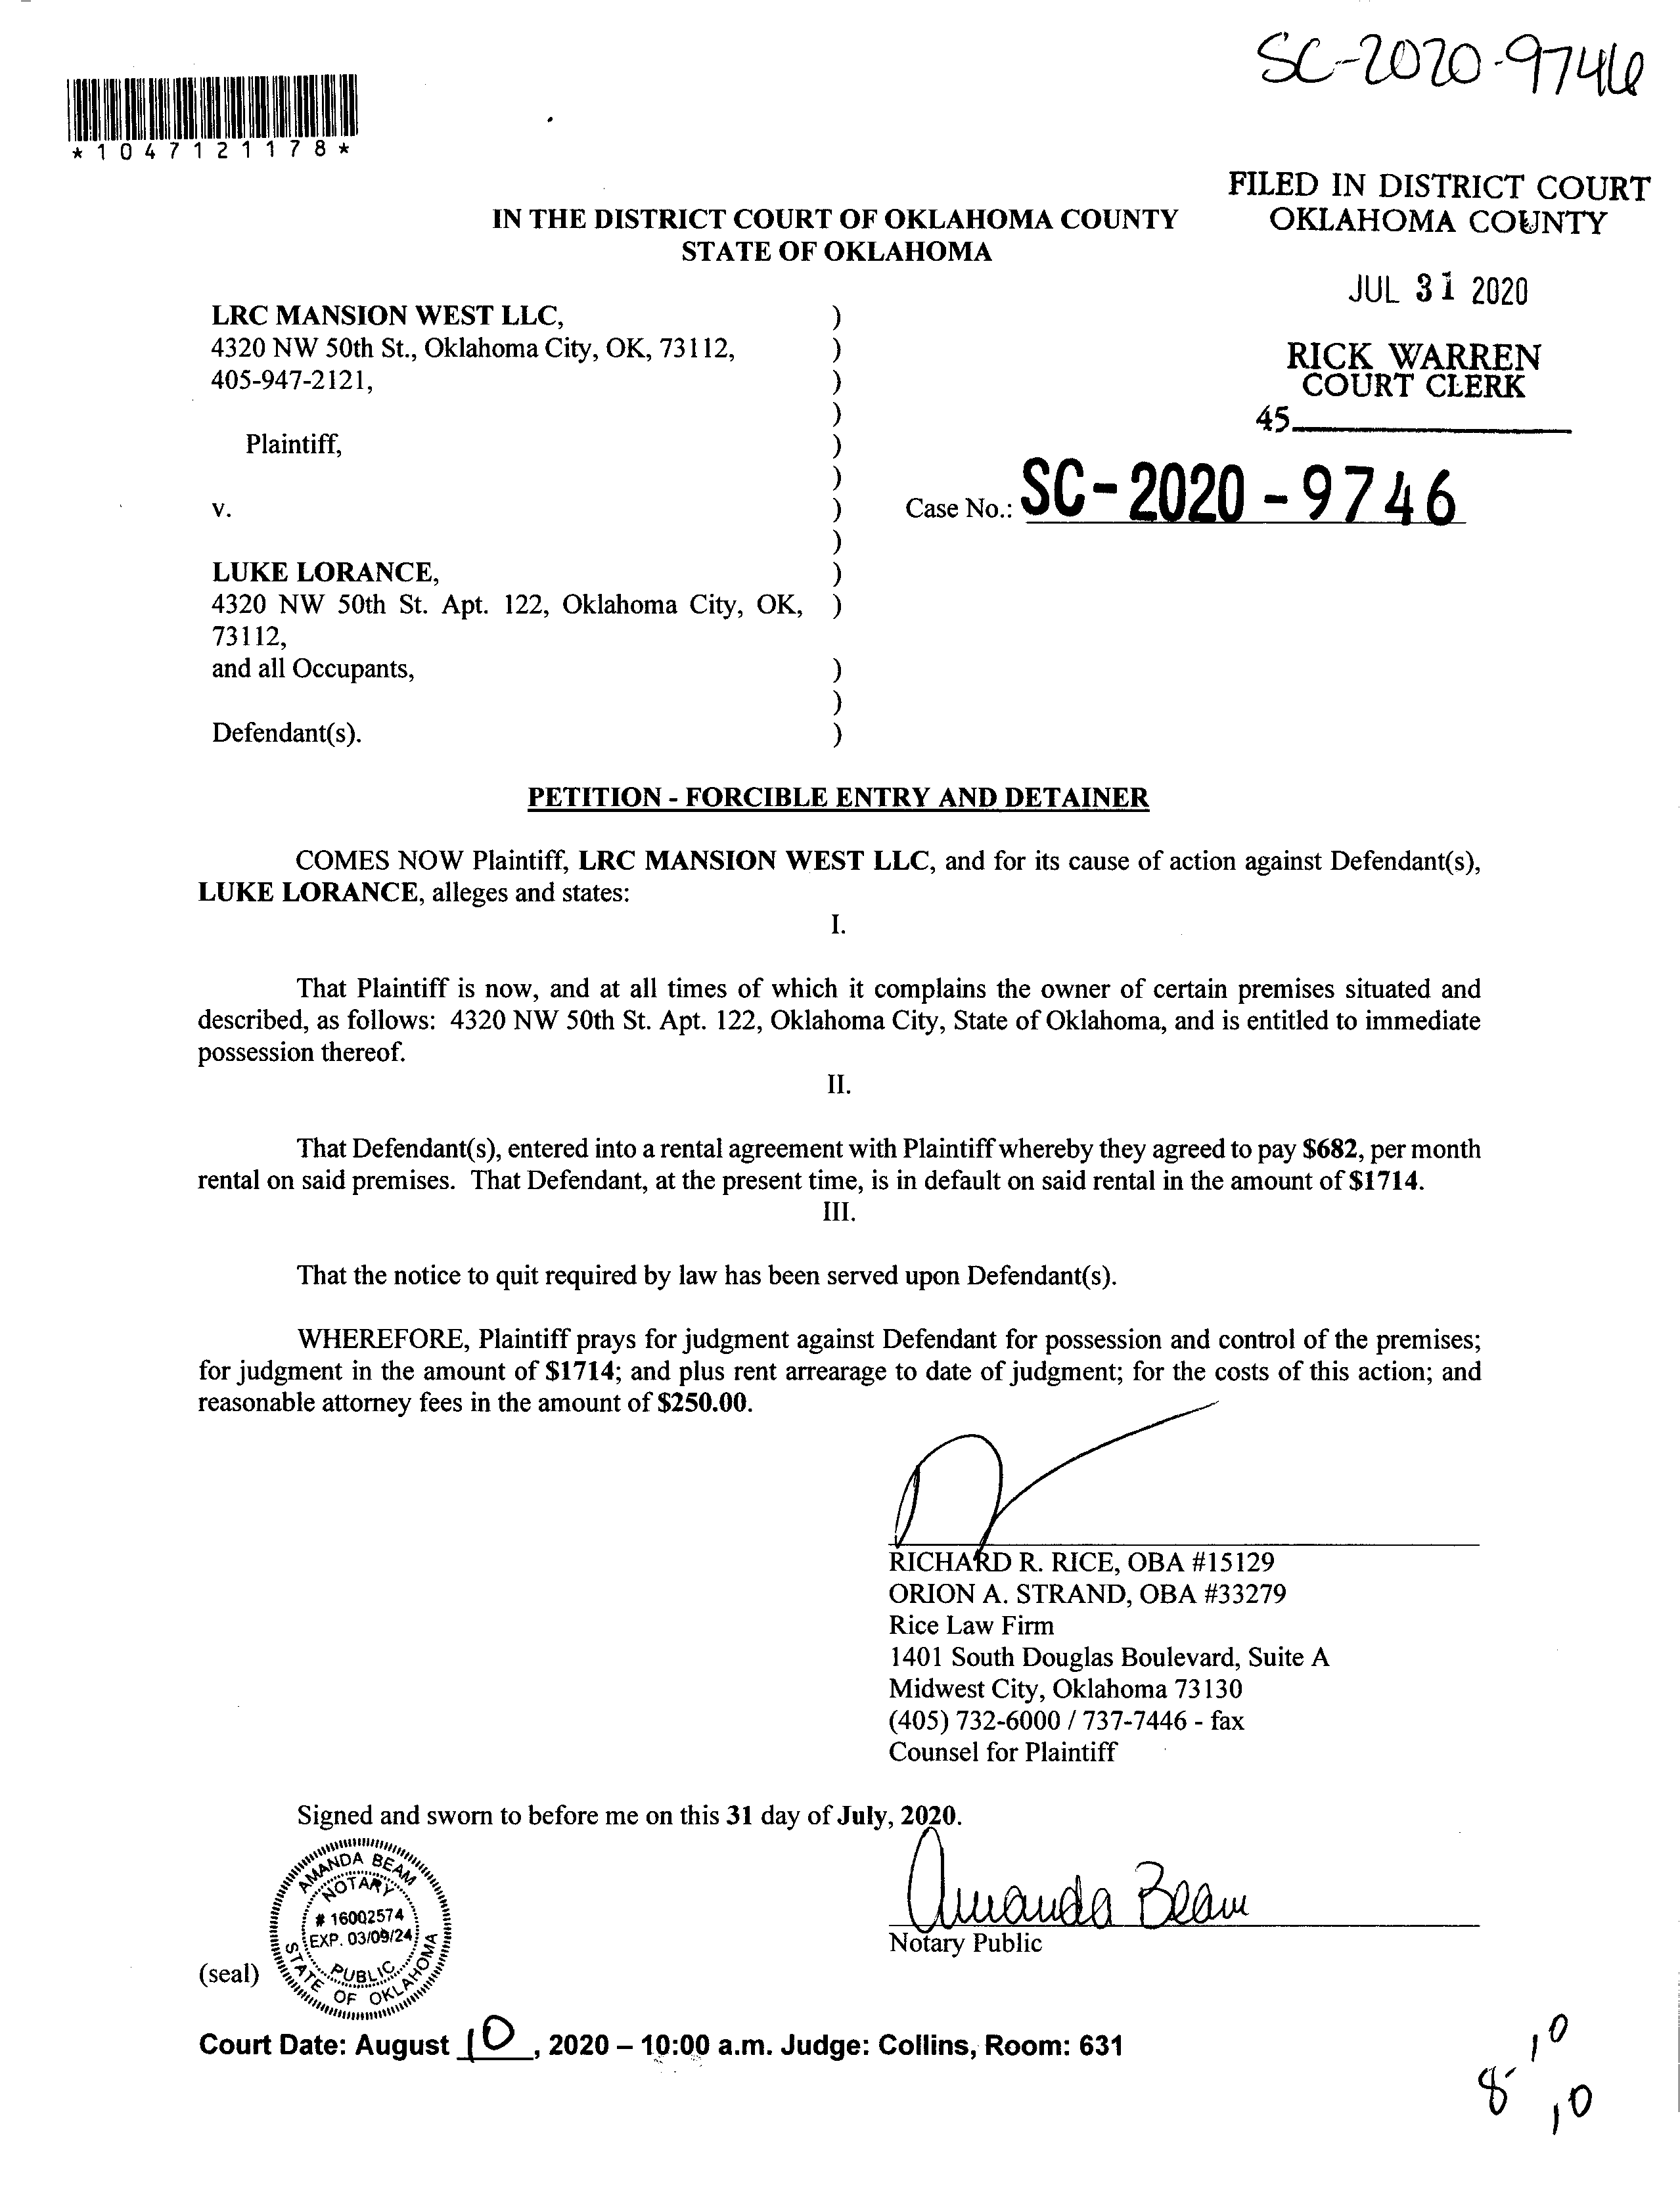 SC-2020-9746
*1047121178*
FILED IN DISTRICT COURT
OKLAHOMA COUNTY
JUL 31 2020
RICK WARREN
COURT CLERK
45
IN THE DISTRICT COURT OF OKLAHOMA COUNTY
STATE OF OKLAHOMA
LRC MANSION WEST LLC, )
4320 NW 50th St., Oklahoma City, OK, 73112, )
405-947-2121, )
)
Plaintiff, )
)
v. ) Case No.: SC-2020-9746
)
LUKE LORANCE, )
4320 NW 50th St. Apt. 122, Oklahoma City, OK, )
73112,
and all Occupants, )
)
Defendant(s). )
PETITION - FORCIBLE ENTRY AND DETAINER
COMES NOW Plaintiff, LRC MANSION WEST LLC, and for its cause of action against Defendant(s),
LUKE LORANCE, alleges and states:
I.
That Plaintiff is now, and at all times of which it complains the owner of certain premises situated and
described, as follows: 4320 NW 50th St. Apt. 122, Oklahoma City, State of Oklahoma, and is entitled to immediate
possession thereof.
II.
That Defendant(s), entered into a rental agreement with Plaintiff whereby they agreed to pay $682, per month
rental on said premises. That Defendant, at the present time, is in default on said rental in the amount of $1714.
III.
That the notice to quit required by law has been served upon Defendant(s).
WHEREFORE, Plaintiff prays for judgment against Defendant for possession and control of the premises;
for judgment in the amount of $1714; and plus rent arrearage to date of judgment; for the costs of this action; and
reasonable attorney fees in the amount of $250.00.
RICHARD R. RICE, OBA #15129
ORION A. STRAND, OBA #33279
Rice Law Firm
1401 South Douglas Boulevard, Suite A
Midwest City, Oklahoma 73130
(405) 732-6000 / 737-7446 - fax
Counsel for Plaintiff
Signed and sworn to before me on this 31 day of July, 2020.
AMANDA BEAM
NOTARY
# 16002574
EXP. 03/09/24
PUBLIC
STATE OF OKLAHOMA
Amanda Beam
Notary Public
(seal)
Court Date: August 10, 2020 – 10:00 a.m. Judge: Collins, Room: 631
8-10
10